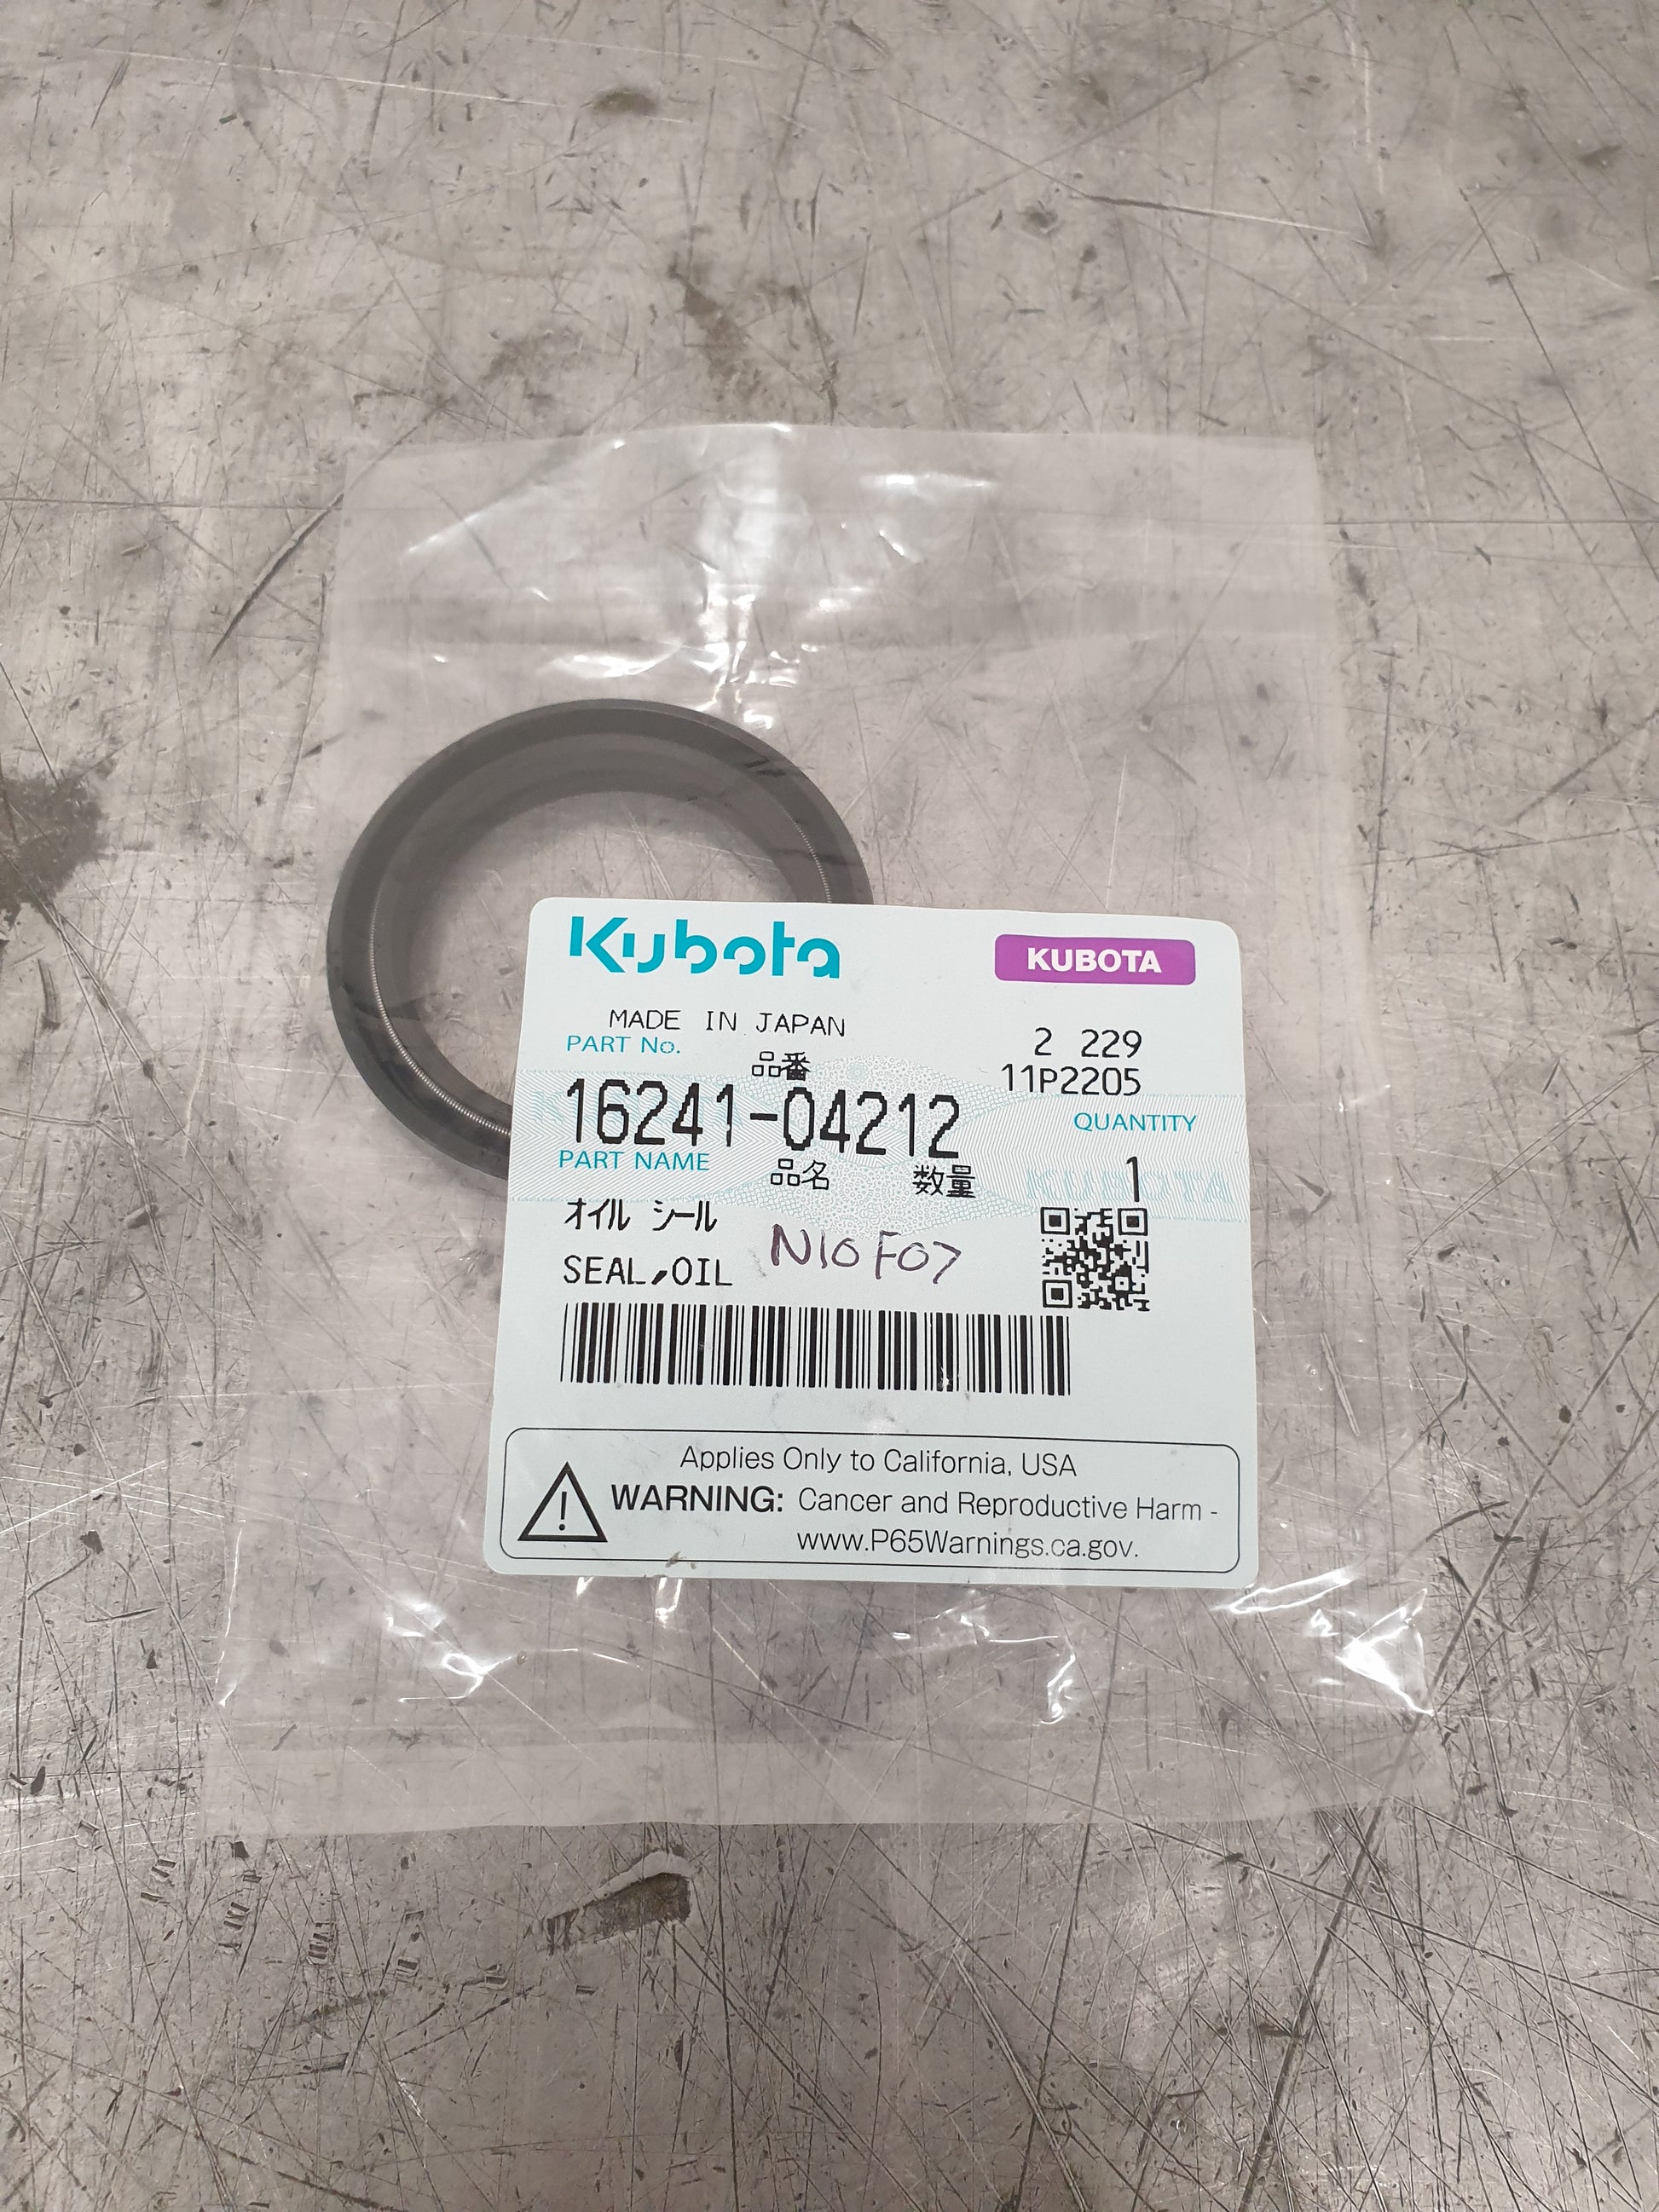 Kubota
KUBOTA
MADE IN JAPAN
2 229
PART No.
品番
11P2205
16241-04212
QUANTITY
PART NAME
品名
数量
1
KUBOTA
オイル シール
N10F07
SEAL,OIL
Applies Only to California, USA
WARNING: Cancer and Reproductive Harm -
www.P65Warnings.ca.gov.